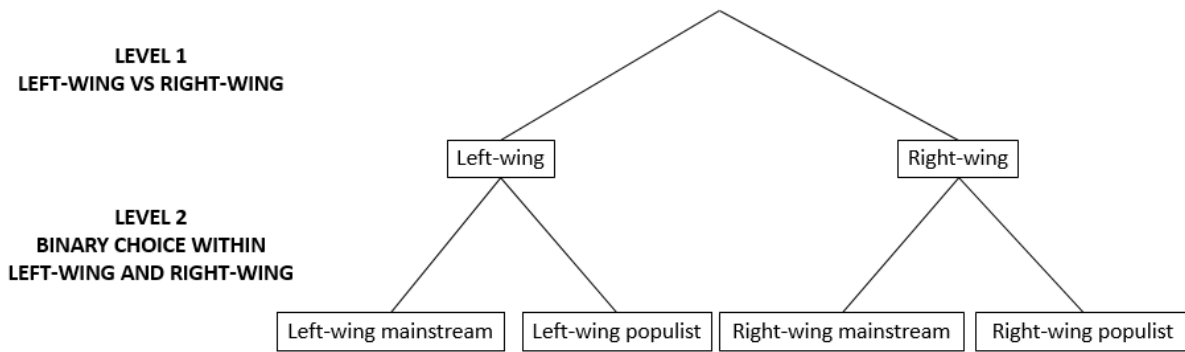 LEVEL 1
LEFT-WING VS RIGHT-WING
Left-wing
Right-wing
LEVEL 2
BINARY CHOICE WITHIN
LEFT-WING AND RIGHT-WING
Left-wing mainstream
Left-wing populist
Right-wing mainstream
Right-wing populist